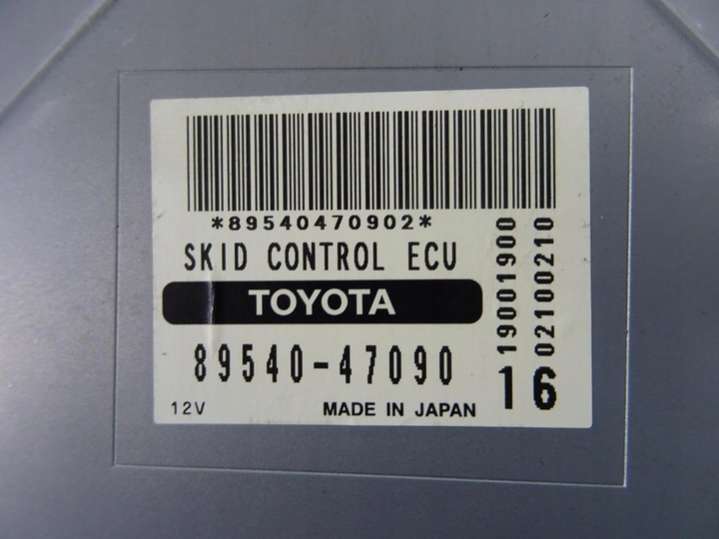 *89540470902*
SKID CONTROL ECU
TOYOTA
89540-47090
12V
MADE IN JAPAN
19001900
02100210
16